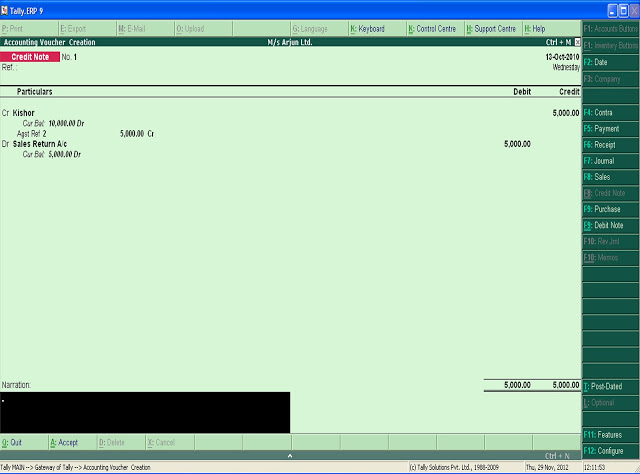 Tally.ERP 9
P: Print E: Export M: E-Mail O: Upload G: Language K: Keyboard K: Control Centre H: Support Centre H: Help
F1: Accounts Buttons
Accounting Voucher Creation M/s Arjun Ltd. Ctrl + M
F1: Inventory Buttons
Credit Note No. 1 13-Oct-2010
F2: Date
Ref. : Wednesday
F3: Company
Particulars Debit Credit
Cr Kishor 5,000.00
F4: Contra
Cur Bal: 10,000.00 Dr
F5: Payment
Agst Ref 2 5,000.00 Cr
Dr Sales Return A/c 5,000.00
F6: Receipt
Cur Bal: 5,000.00 Dr
F7: Journal
F8: Sales
F8: Credit Note
F9: Purchase
F9: Debit Note
F10: Rev Jrnl
F10: Memos
Narration: 5,000.00 5,000.00
T: Post-Dated
L: Optional
F11: Features
Q: Quit A: Accept D: Delete X: Cancel
F12: Configure
Ctrl + N
Tally MAIN --> Gateway of Tally --> Accounting Voucher Creation (c) Tally Solutions Pvt. Ltd., 1988-2009 Thu, 29 Nov, 2012 12:11:53